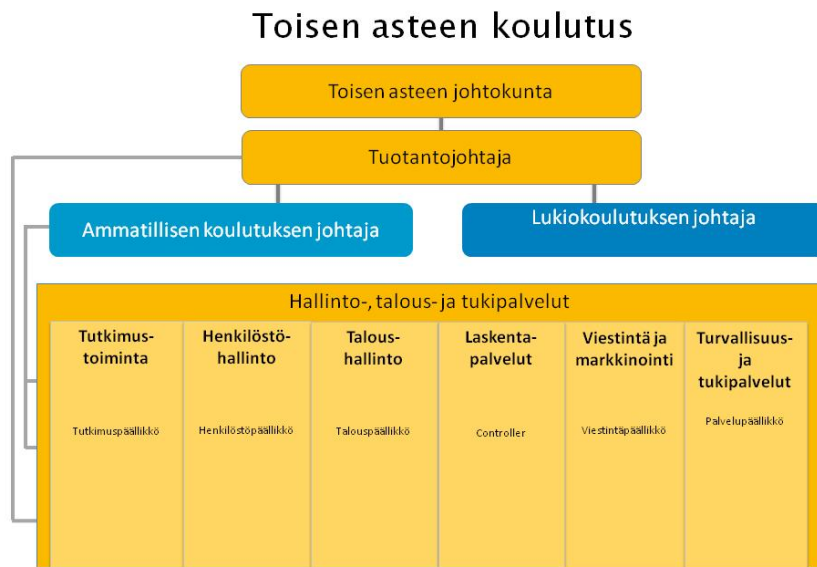 Toisen asteen koulutus
Toisen asteen johtokunta
Tuotantojohtaja
Ammatillisen koulutuksen johtaja
Lukiokoulutuksen johtaja
Hallinto-, talous- ja tukipalvelut
Tutkimus-
toiminta
Tutkimuspäällikkö
Henkilöstö-
hallinto
Henkilöstöpäällikkö
Talous-
hallinto
Talouspäällikkö
Laskenta-
palvelut
Controller
Viestintä ja
markkinointi
Viestintäpäällikkö
Turvallisuus-
ja
tukipalvelut
Palvelupäällikkö